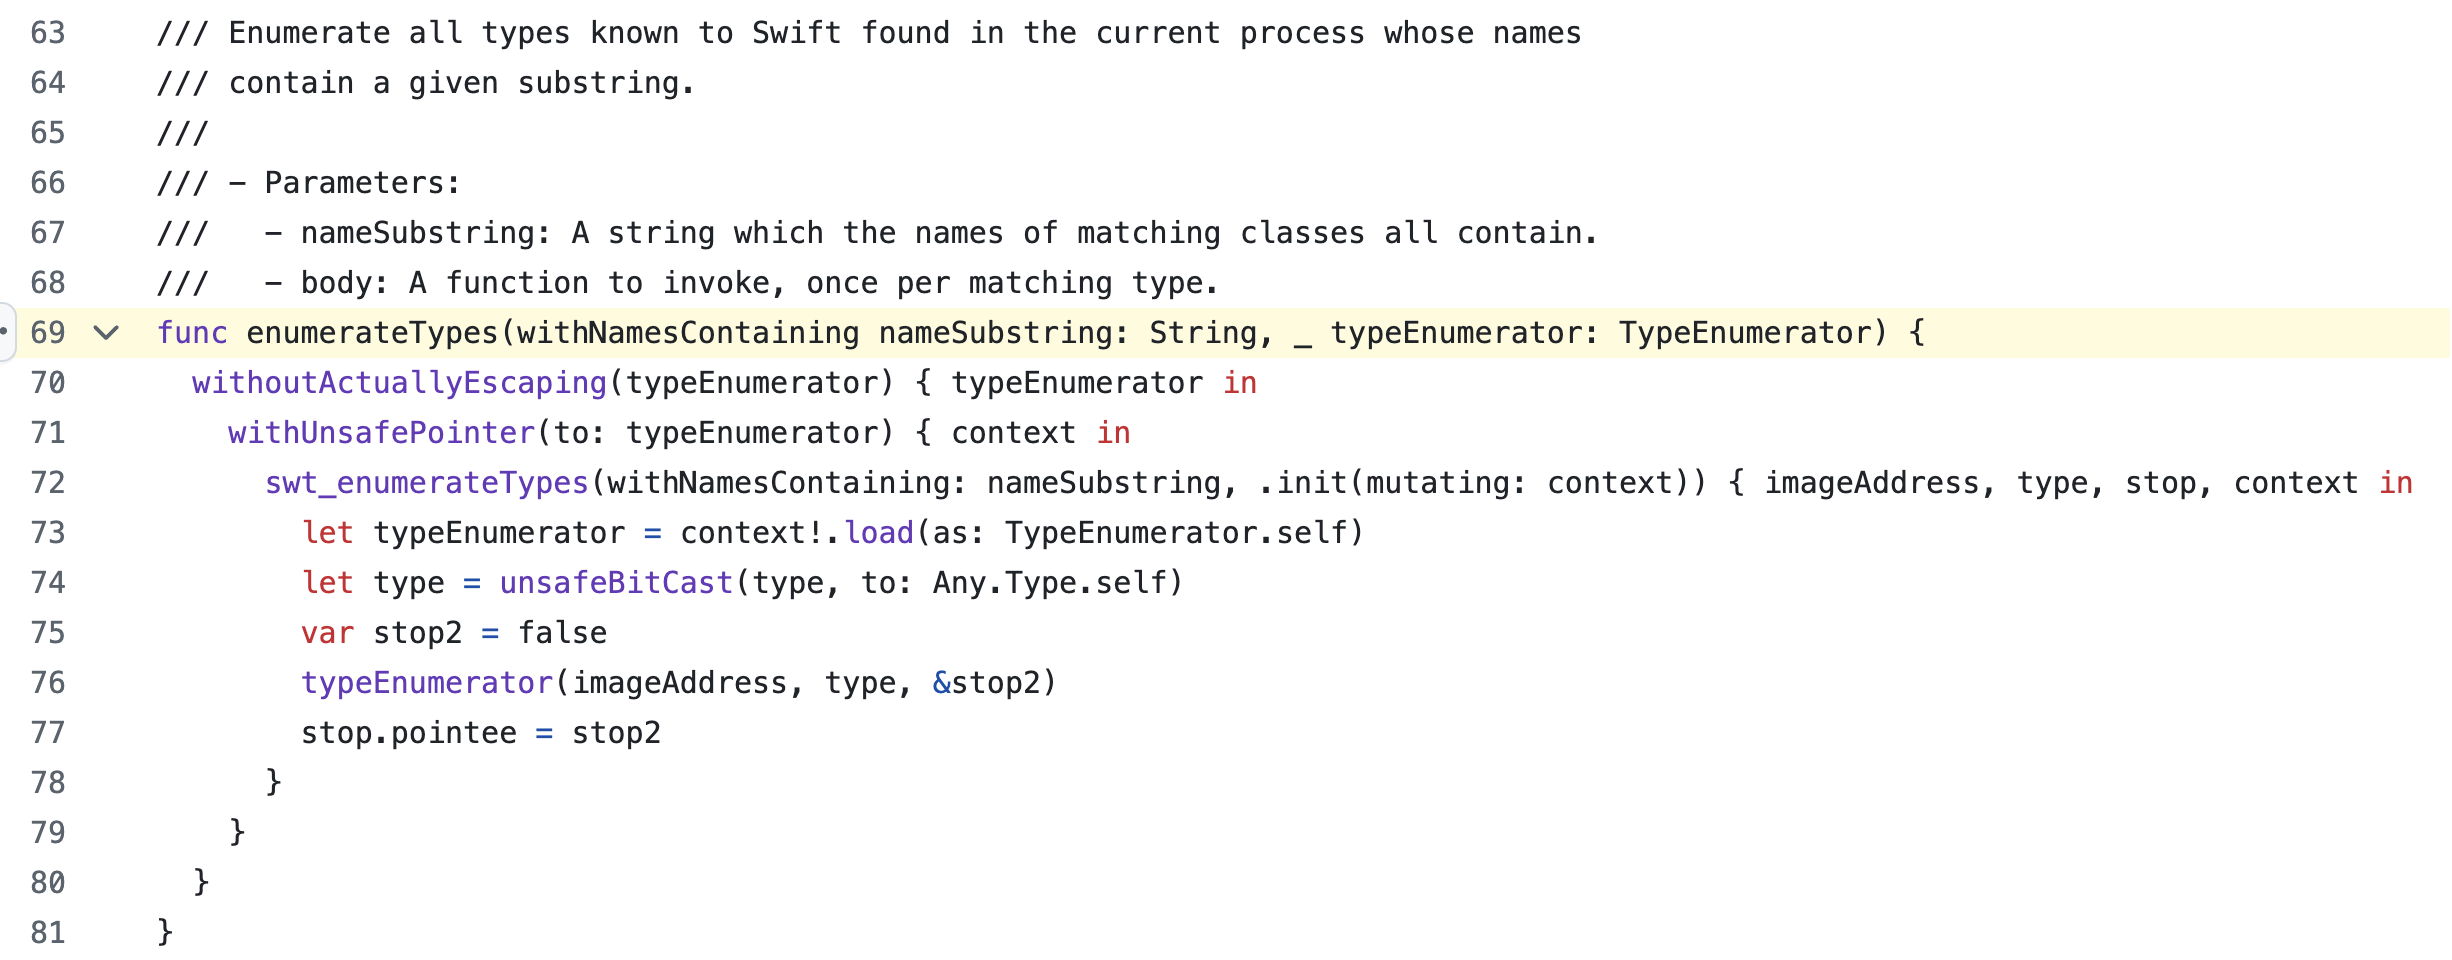 63 /// Enumerate all types known to Swift found in the current process whose names
64 /// contain a given substring.
65 ///
66 /// - Parameters:
67 ///   - nameSubstring: A string which the names of matching classes all contain.
68 ///   - body: A function to invoke, once per matching type.
69 func enumerateTypes(withNamesContaining nameSubstring: String, _ typeEnumerator: TypeEnumerator) {
70   withoutActuallyEscaping(typeEnumerator) { typeEnumerator in
71     withUnsafePointer(to: typeEnumerator) { context in
72       swt_enumerateTypes(withNamesContaining: nameSubstring, .init(mutating: context)) { imageAddress, type, stop, context in
73         let typeEnumerator = context!.load(as: TypeEnumerator.self)
74         let type = unsafeBitCast(type, to: Any.Type.self)
75         var stop2 = false
76         typeEnumerator(imageAddress, type, &stop2)
77         stop.pointee = stop2
78       }
79     }
80   }
81 }